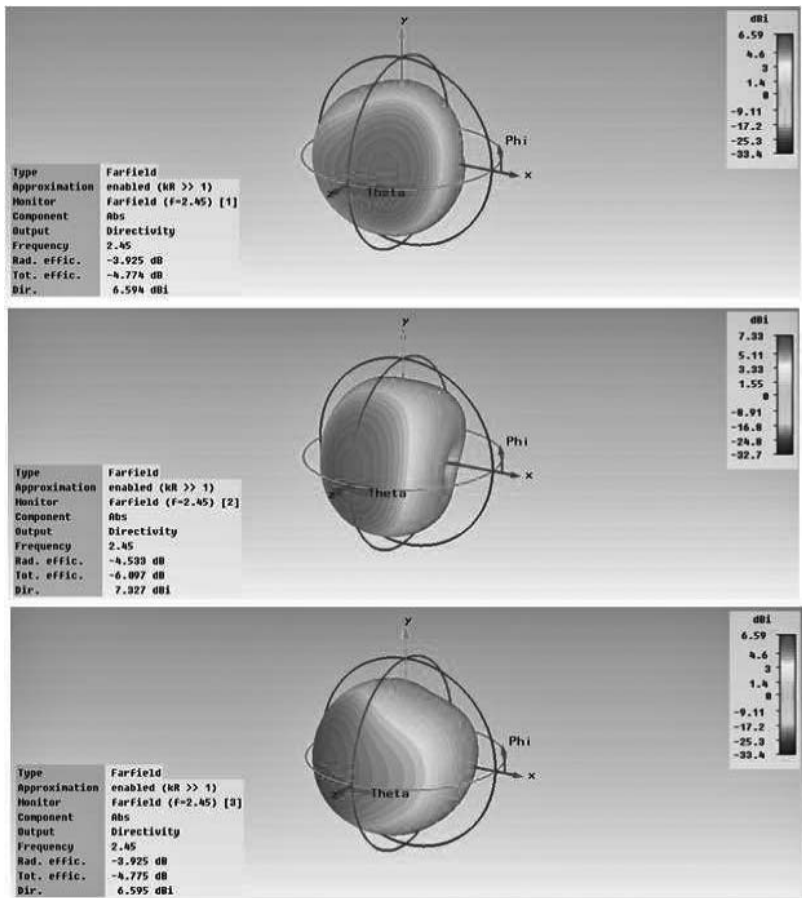 y
Phi
x
z
Theta
dBi
6.59
4.6
3
1.4
0
-9.11
-17.2
-25.3
-33.4
Type Farfield
Approximation enabled (kR >> 1)
Monitor Farfield (f=2.45) [1]
Component Abs
Output Directivity
Frequency 2.45
Rad. effic. -3.925 dB
Tot. effic. -4.774 dB
Dir. 6.594 dBi
y
Phi
x
z
Theta
dBi
7.33
5.11
3.33
1.55
0
-8.91
-16.8
-24.8
-32.7
Type Farfield
Approximation enabled (kR >> 1)
Monitor farfield (f=2.45) [2]
Component Abs
Output Directivity
Frequency 2.45
Rad. effic. -4.533 dB
Tot. effic. -6.097 dB
Dir. 7.327 dBi
y
Phi
x
z
Theta
dBi
6.59
4.6
3
1.4
0
-9.11
-17.2
-25.3
-33.4
Type Farfield
Approximation enabled (kR >> 1)
Monitor farfield (f=2.45) [3]
Component Abs
Output Directivity
Frequency 2.45
Rad. effic. -3.925 dB
Tot. effic. -4.775 dB
Dir. 6.595 dBi